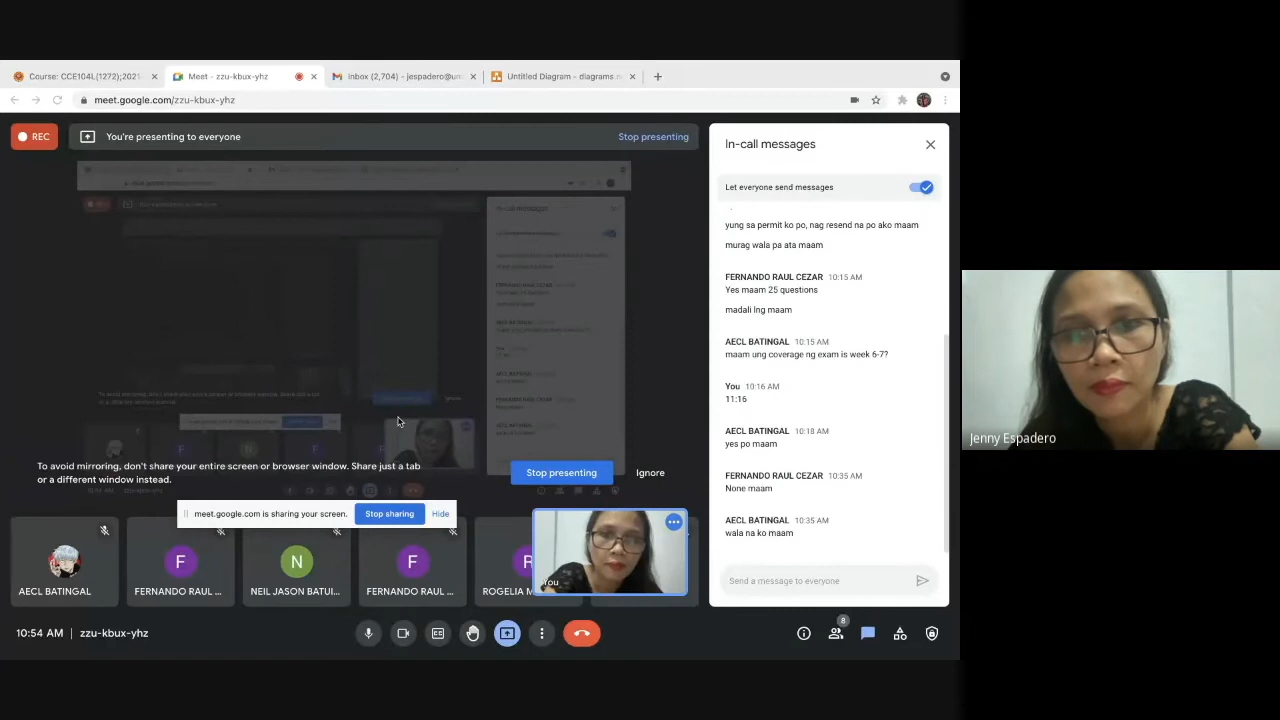 Course: CCE104L(1272);2021
Meet - zzu-kbux-yhz
Inbox (2,704) - jespadero@um
Untitled Diagram - diagrams.n
meet.google.com/zzu-kbux-yhz
REC
You're presenting to everyone
Stop presenting
In-call messages
Let everyone send messages
yung sa permit ko po, nag resend na po ako maam
murag wala pa ata maam
FERNANDO RAUL CEZAR 10:15 AM
Yes maam 25 questions
madali lng maam
AECL BATINGAL 10:15 AM
maam ung coverage ng exam is week 6-7?
You 10:16 AM
11:16
AECL BATINGAL 10:18 AM
yes po maam
FERNANDO RAUL CEZAR 10:35 AM
None maam
AECL BATINGAL 10:35 AM
wala na ko maam
Send a message to everyone
To avoid mirroring, don't share your entire screen or browser window. Share just a tab
or a different window instead.
Stop presenting
Ignore
meet.google.com is sharing your screen.
Stop sharing
Hide
AECL BATINGAL
FERNANDO RAUL ...
NEIL JASON BATUI...
FERNANDO RAUL ...
ROGELIA M
You
10:54 AM | zzu-kbux-yhz
8
Jenny Espadero